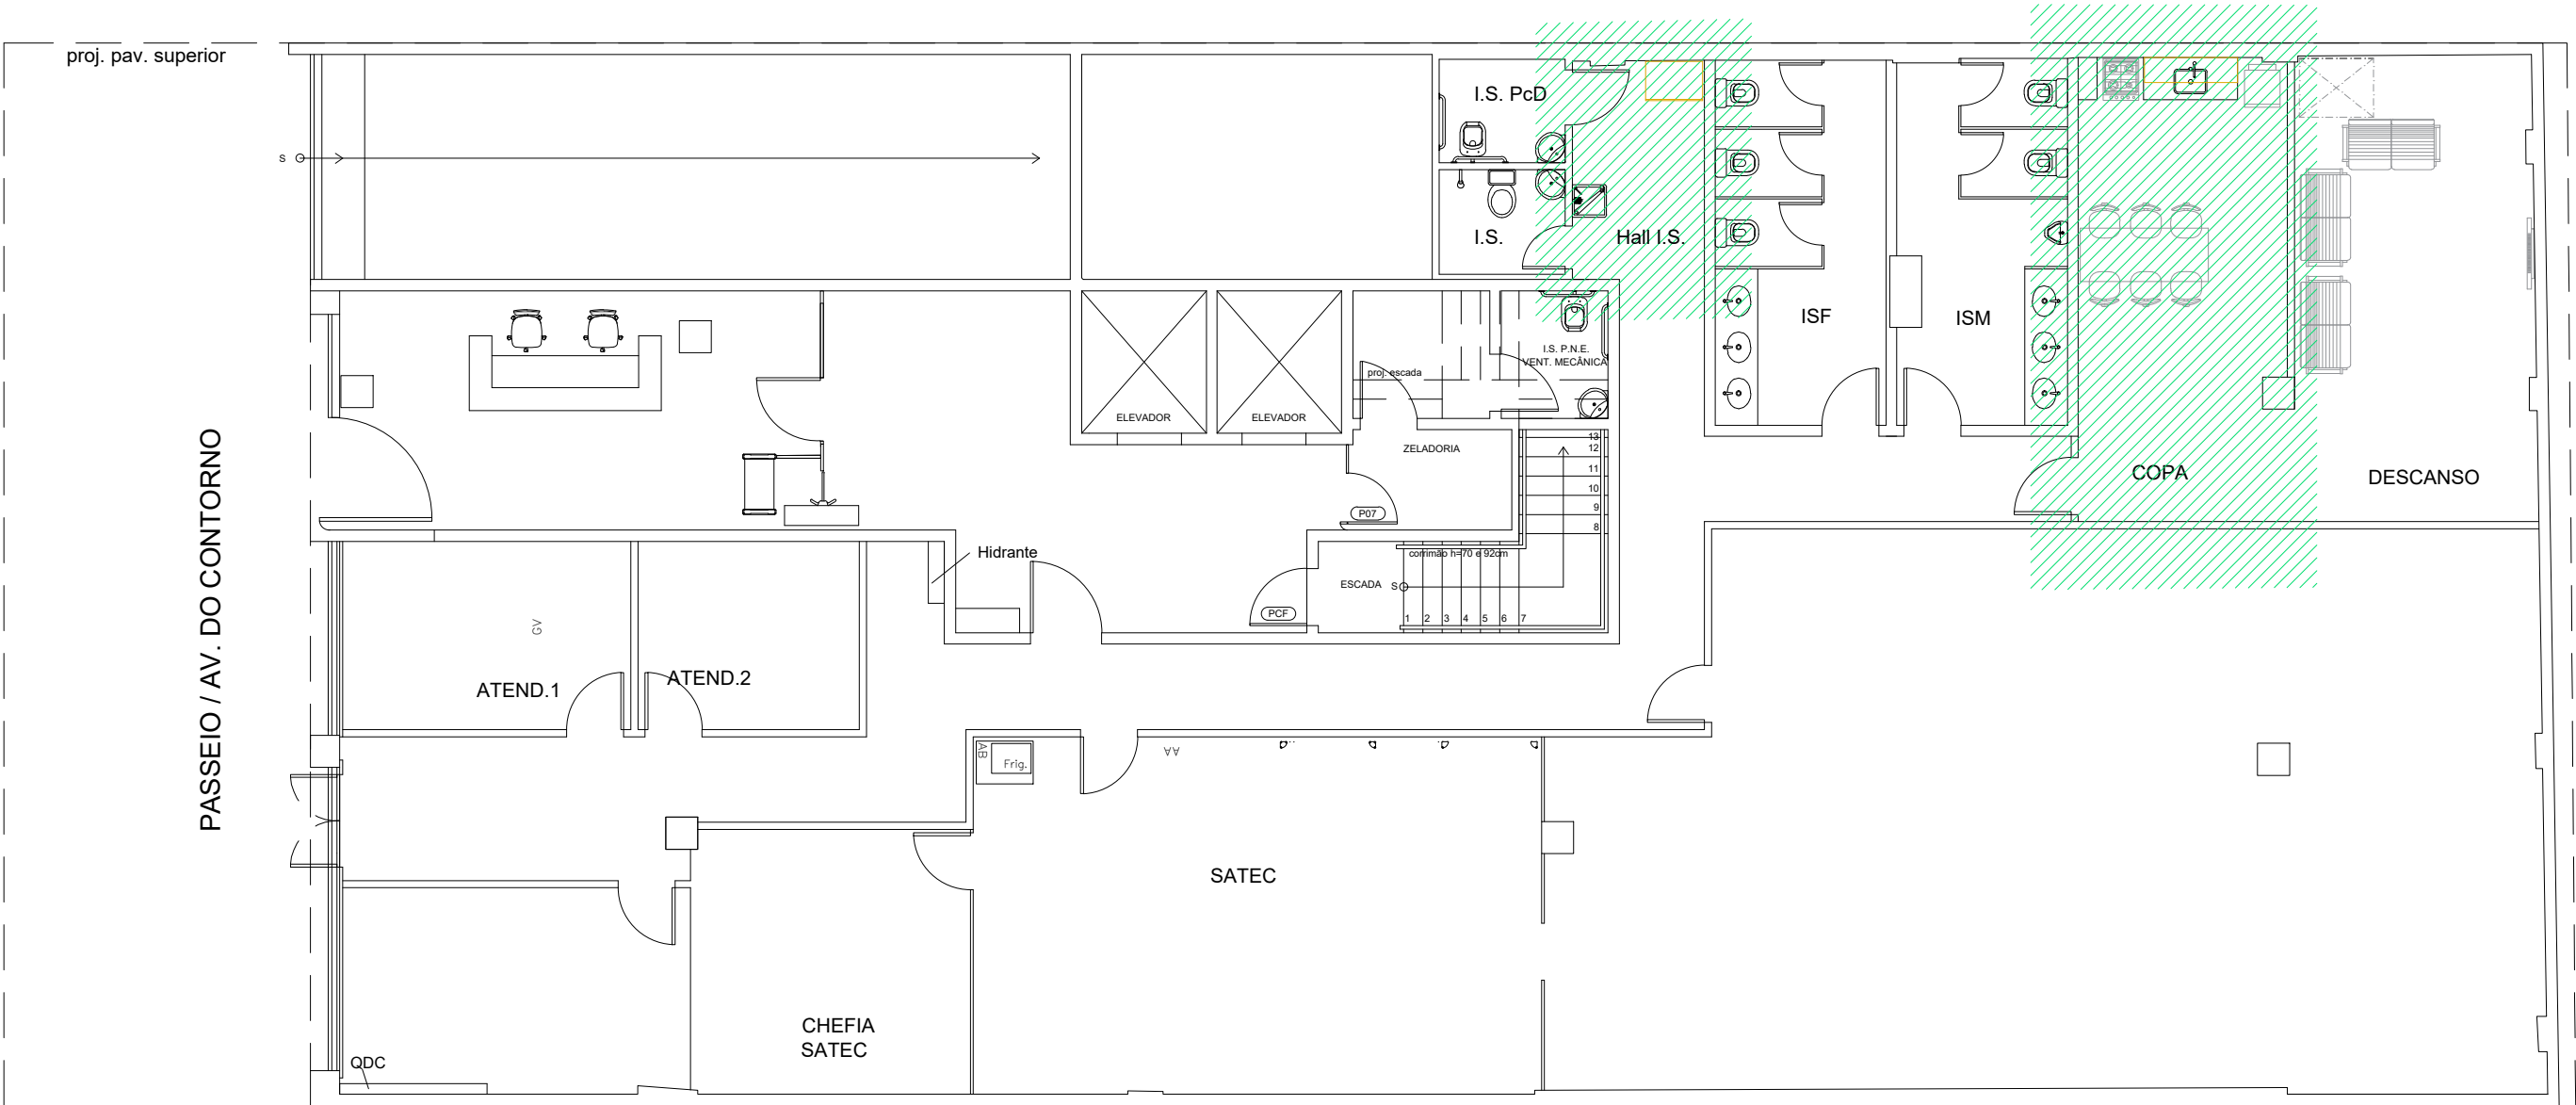 proj. pav. superior
I.S. PcD
S
I.S.
Hall I.S.
ISF
ISM
I.S. P.N.E.
VENT. MECÂNICA
proj. escada
ELEVADOR
ELEVADOR
ZELADORIA
13
12
11
10
9
8
COPA
DESCANSO
PASSEIO / AV. DO CONTORNO
P07
Hidrante
corrimão h=70 e 92cm
ESCADA
S
PCF
1 2 3 4 5 6 7
GV
ATEND.1
ATEND.2
AB
Frig.
AA
SATEC
CHEFIA
SATEC
QDC